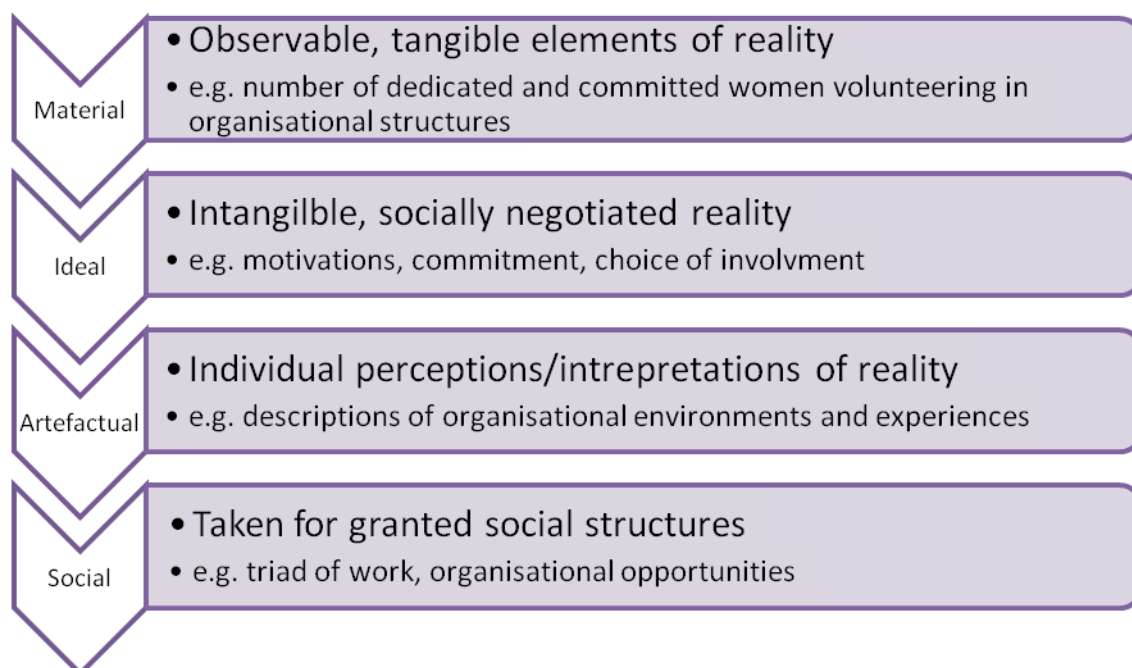 Material
• Observable, tangible elements of reality
• e.g. number of dedicated and committed women volunteering in
organisational structures
Ideal
• Intangilble, socially negotiated reality
• e.g. motivations, commitment, choice of involvment
Artefactual
• Individual perceptions/intrepretations of reality
• e.g. descriptions of organisational environments and experiences
Social
• Taken for granted social structures
• e.g. triad of work, organisational opportunities